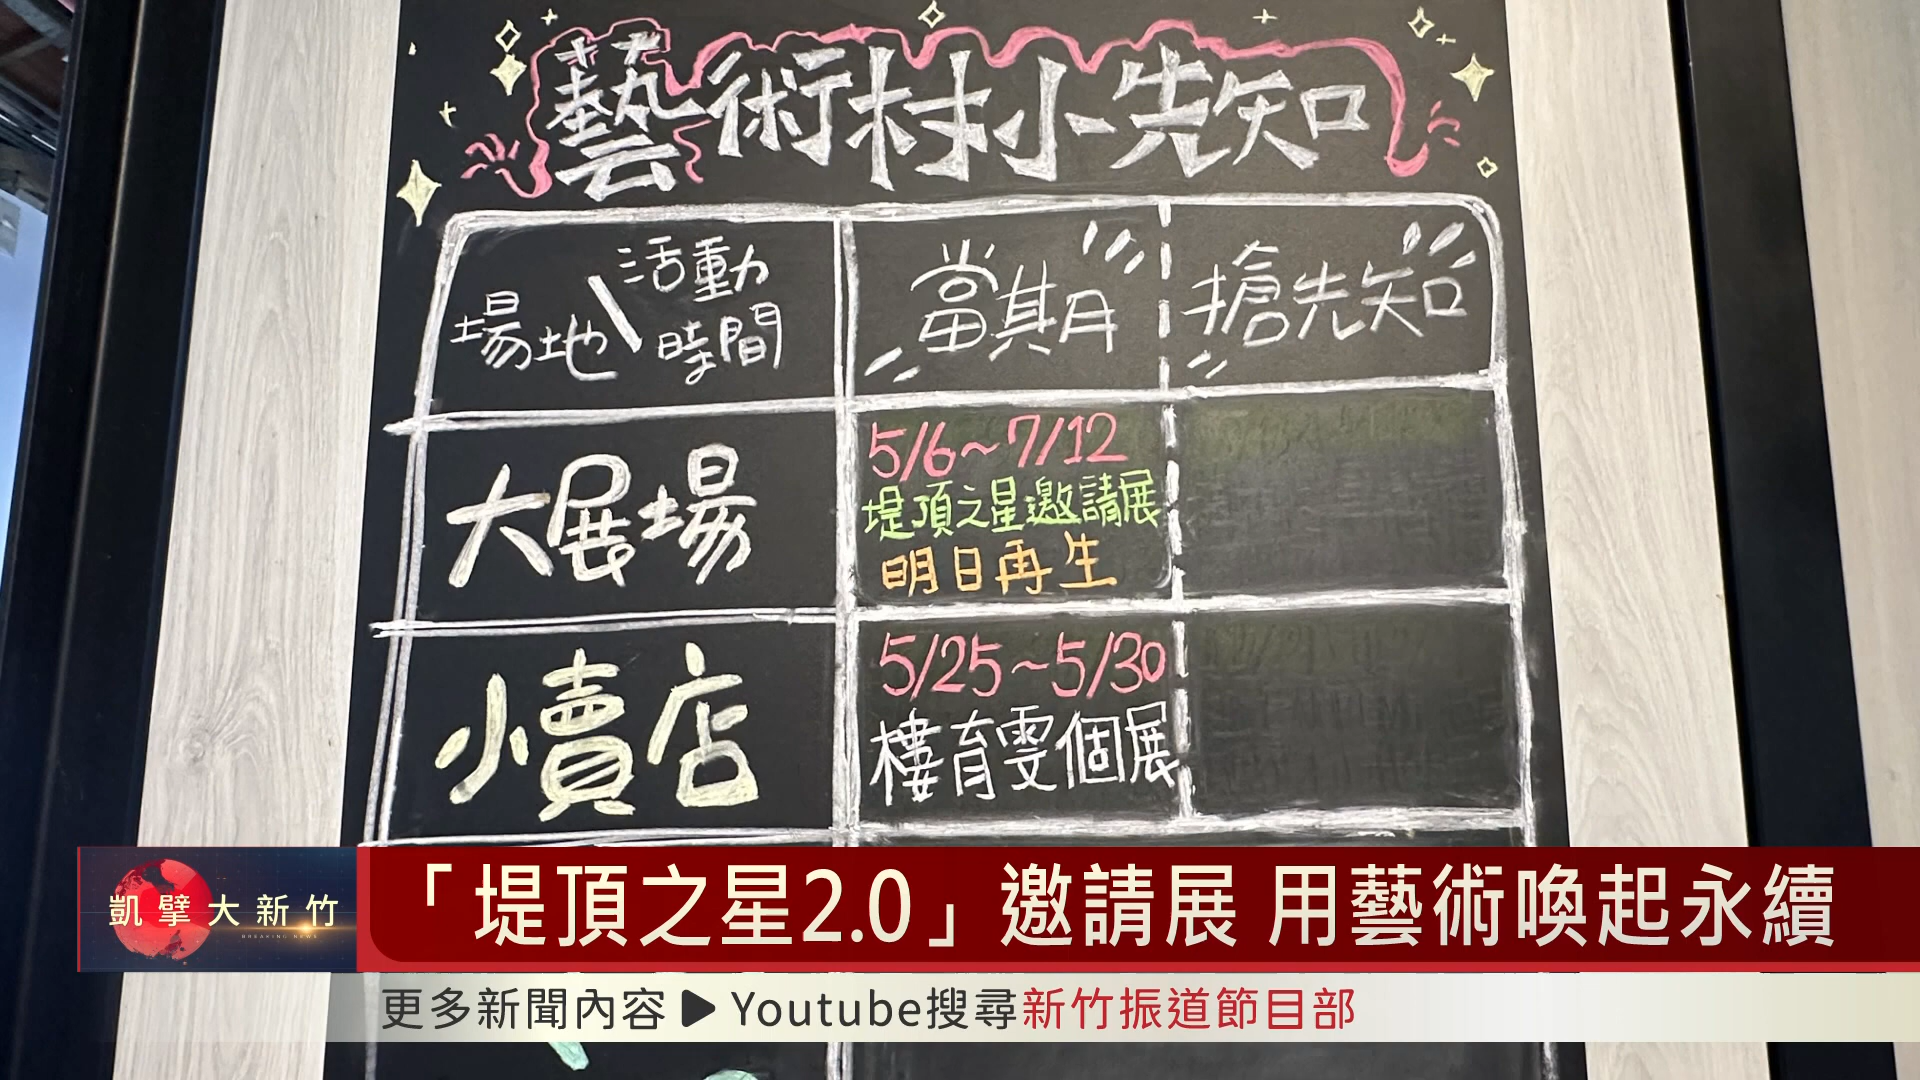 藝術村小先知
場地\活動時間
當期
搶先知
大展場
5/6~7/12
堤頂之星邀請展
明日再生
小賣店
5/25~5/30
樓育雯個展
凱擘大新竹
BREAKING NEWS
「堤頂之星2.0」邀請展 用藝術喚起永續
更多新聞內容▶Youtube搜尋新竹振道節目部